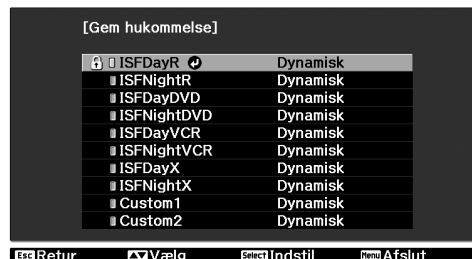 [Gem hukommelse]
ISFDayR Dynamisk
ISFNightR Dynamisk
ISFDayDVD Dynamisk
ISFNightDVD Dynamisk
ISFDayVCR Dynamisk
ISFNightVCR Dynamisk
ISFDayX Dynamisk
ISFNightX Dynamisk
Custom1 Dynamisk
Custom2 Dynamisk
Esc Retur Vælg Select Indstil Menu Afslut